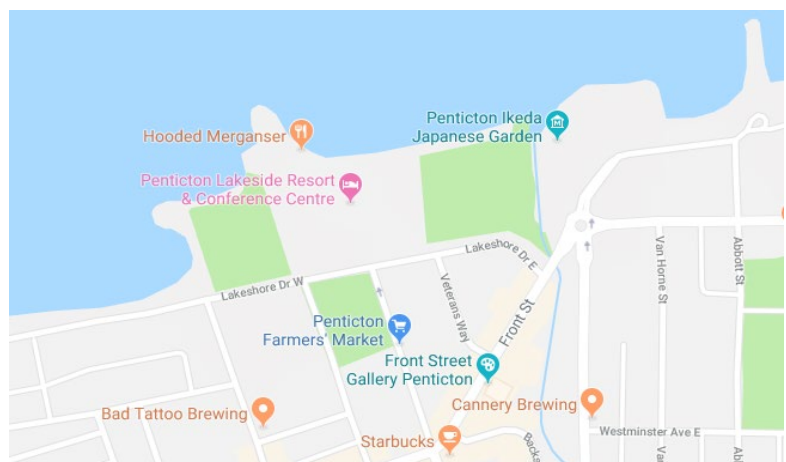 Penticton Ikeda
Japanese Garden
Hooded Merganser
Penticton Lakeside Resort
& Conference Centre
Lakeshore Dr E
Van Horne St
Abbott St
Lakeshore Dr W
Veterans Way
Front St
Penticton
Farmers' Market
Front Street
Gallery Penticton
Bad Tattoo Brewing
Cannery Brewing
Starbucks
Westminster Ave E
Va
Abbo